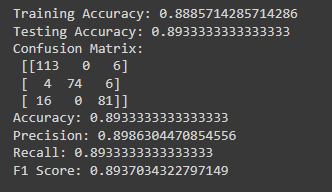 Training Accuracy: 0.8885714285714286
Testing Accuracy: 0.8933333333333333
Confusion Matrix:
[[113 0 6]
[ 4 74 6]
[ 16 0 81]]
Accuracy: 0.8933333333333333
Precision: 0.8986304470854556
Recall: 0.8933333333333333
F1 Score: 0.8937034322797149